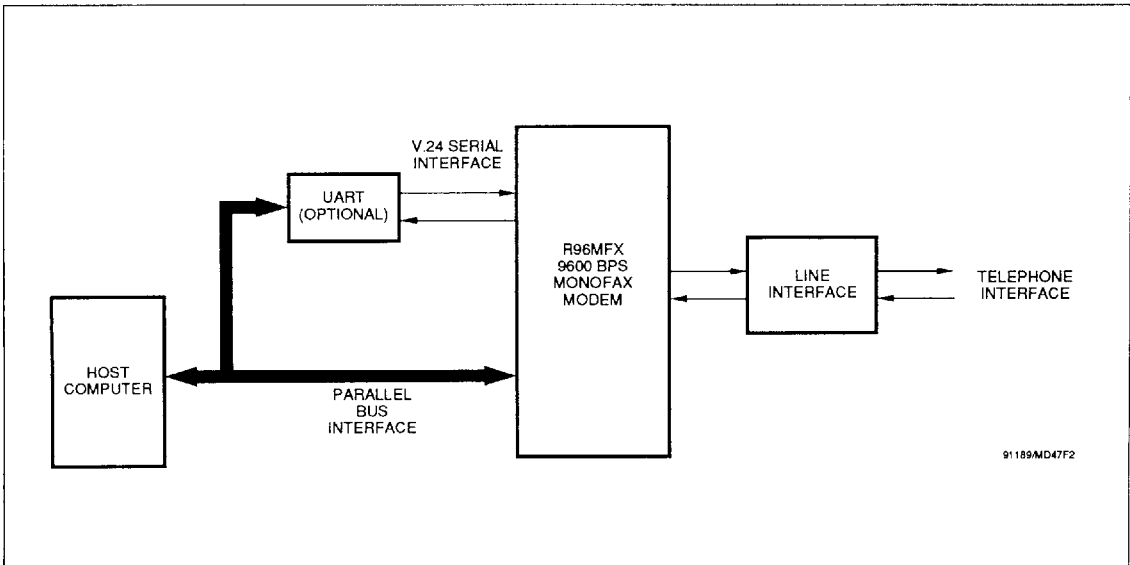 V.24 SERIAL
INTERFACE
UART
(OPTIONAL)
R96MFX
9600 BPS
MONOFAX
MODEM
LINE
INTERFACE
TELEPHONE
INTERFACE
HOST
COMPUTER
PARALLEL
BUS
INTERFACE
91189/MD47F2